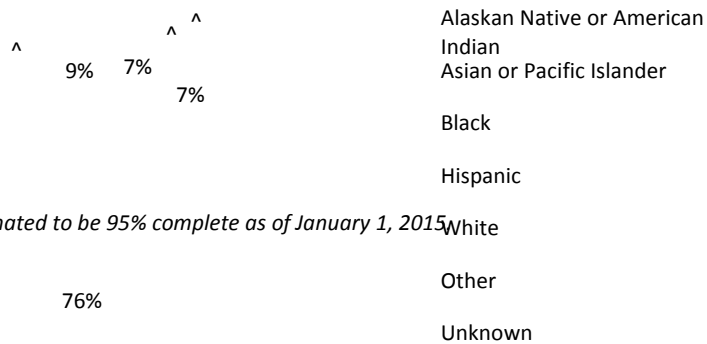 ^
^
^
9%
7%
7%
76%
nated to be 95% complete as of January 1, 2015
Alaskan Native or American
Indian
Asian or Pacific Islander
Black
Hispanic
White
Other
Unknown